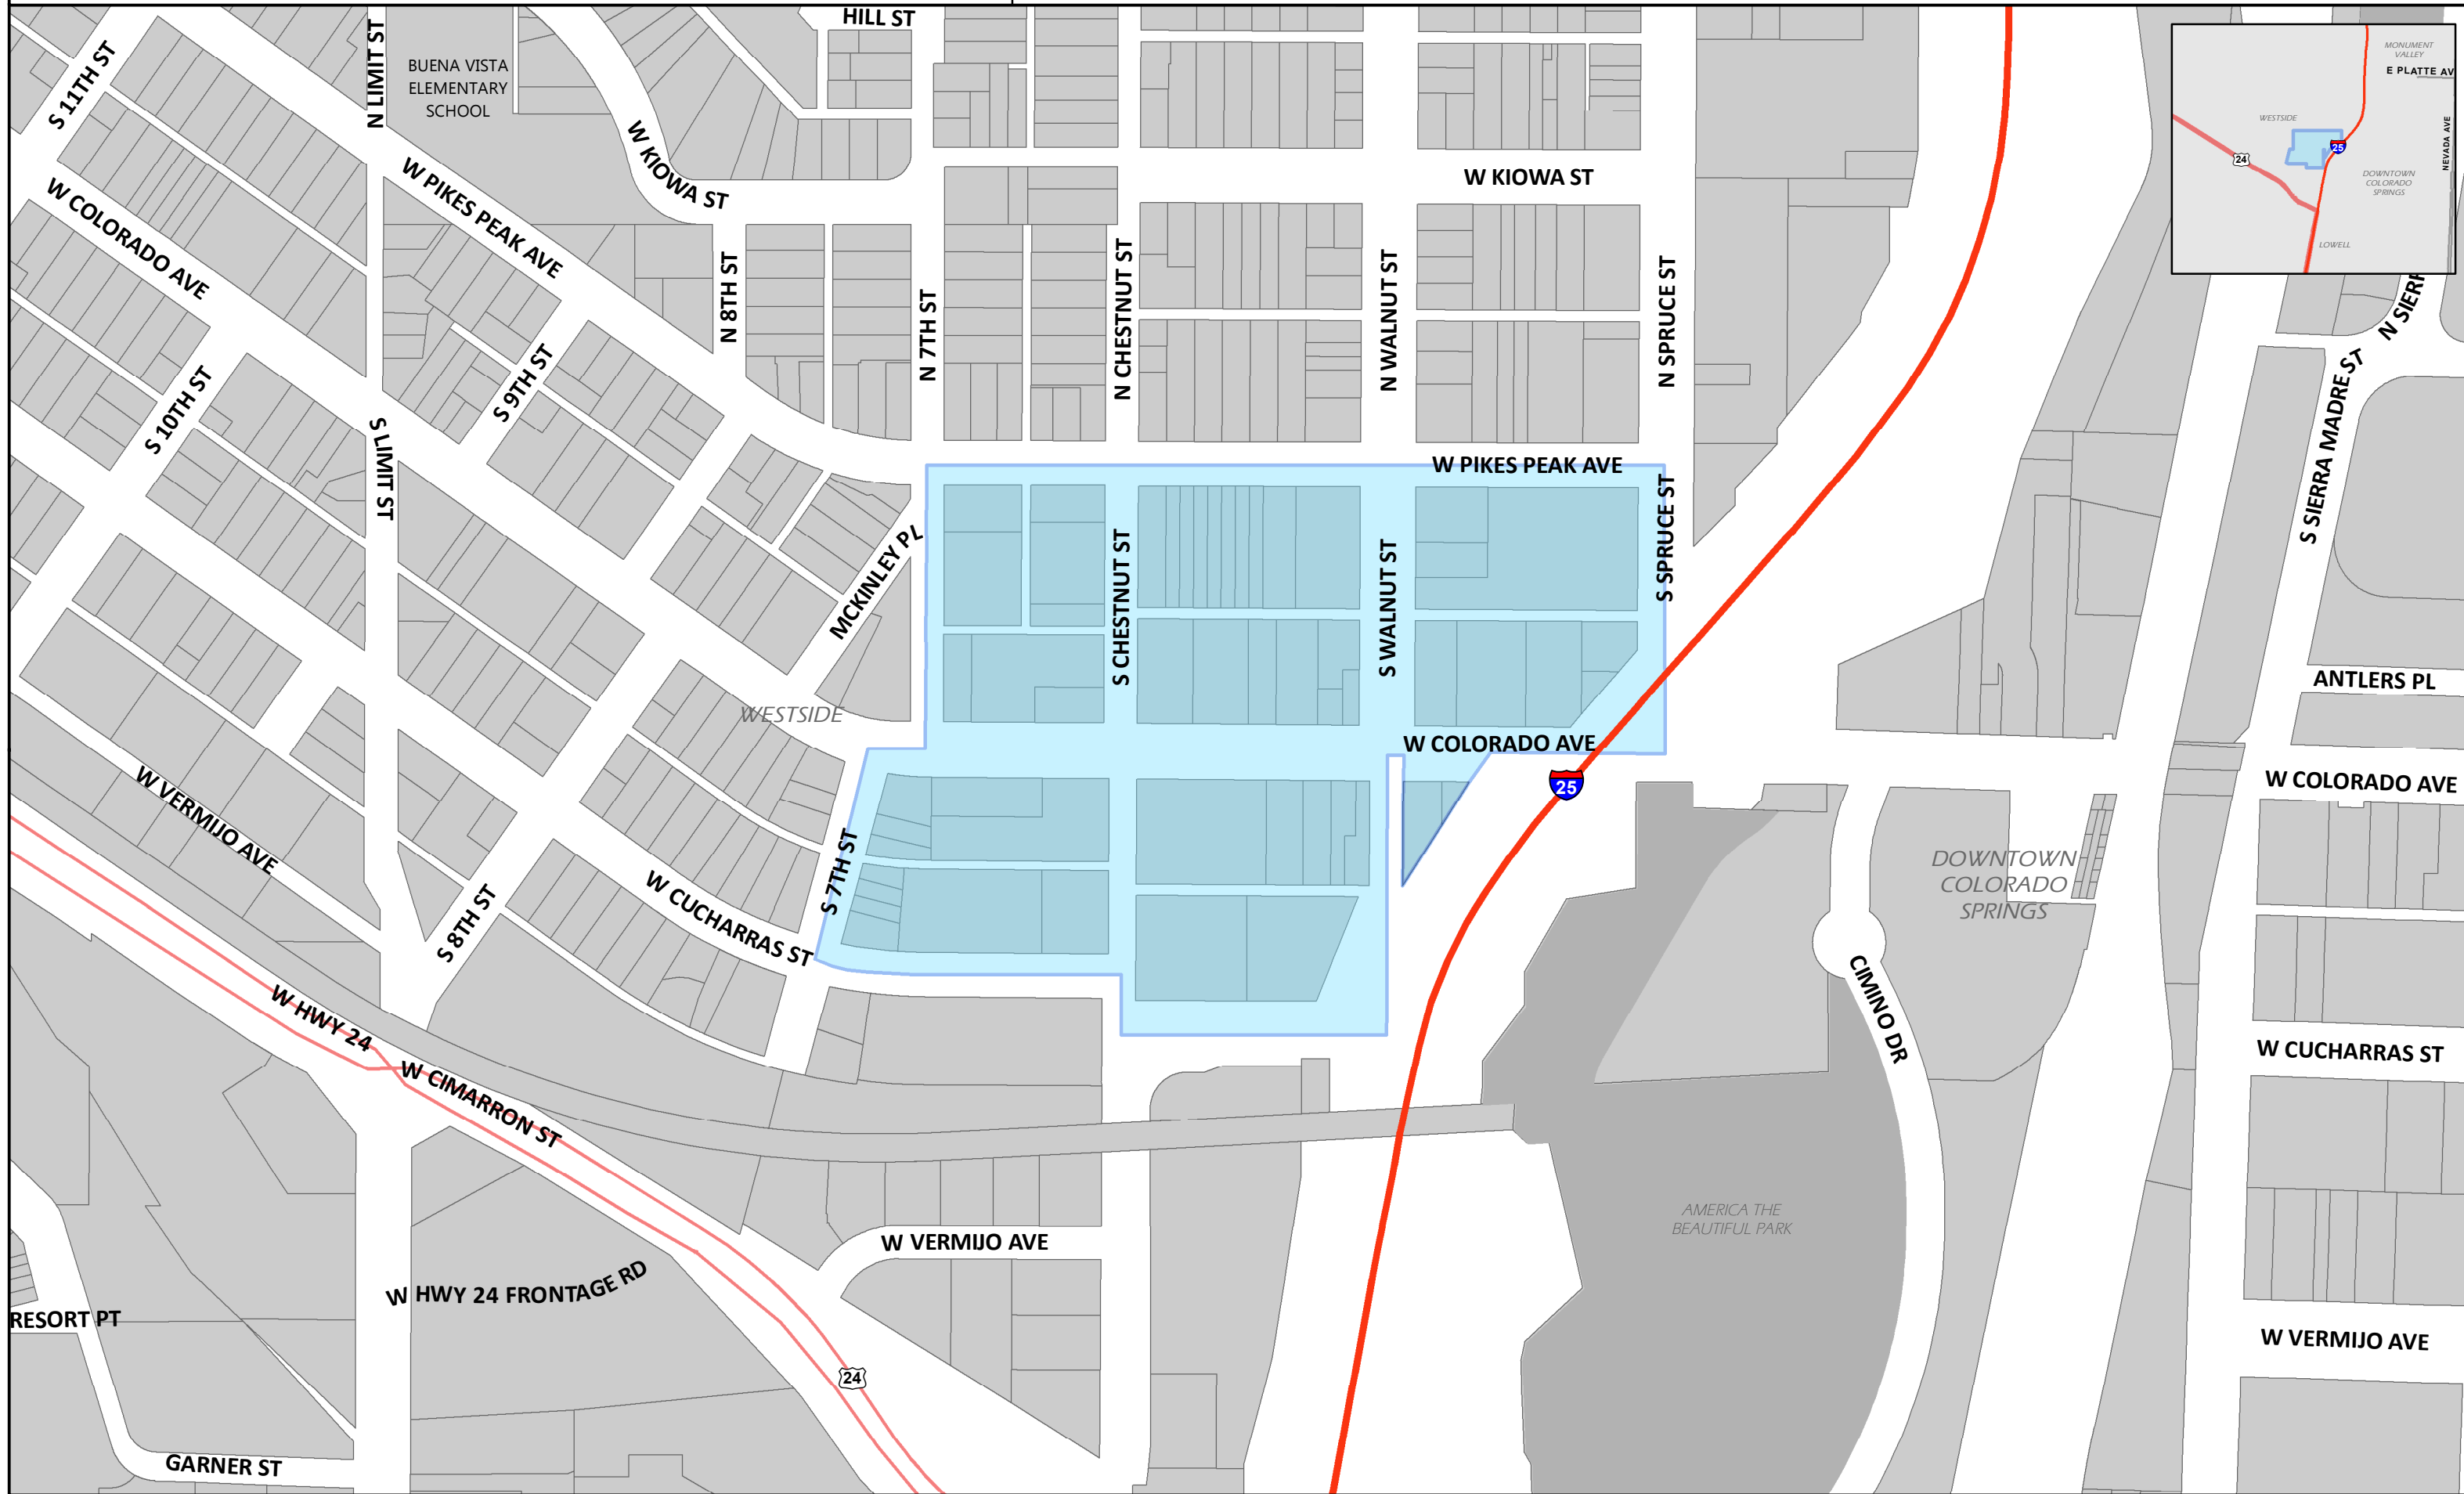 HILL ST
S 11TH ST
N LIMIT ST
BUENA VISTA
ELEMENTARY
SCHOOL
W KIOWA ST
W PIKES PEAK AVE
W COLORADO AVE
W KIOWA ST
N 8TH ST
N 7TH ST
N CHESTNUT ST
N WALNUT ST
N SPRUCE ST
MONUMENT
VALLEY
E PLATTE AV
WESTSIDE
NEVADA AVE
25
24
DOWNTOWN
COLORADO
SPRINGS
LOWELL
N SIERR
S SIERRA MADRE ST
S 10TH ST
S 9TH ST
S LIMIT ST
W PIKES PEAK AVE
MCKINLEY PL
S CHESTNUT ST
S WALNUT ST
S SPRUCE ST
ANTLERS PL
WESTSIDE
W COLORADO AVE
25
W COLORADO AVE
W VERMIJO AVE
S 7TH ST
W CUCHARRAS ST
S 8TH ST
DOWNTOWN
COLORADO
SPRINGS
CIMINO DR
W CUCHARRAS ST
W HWY 24
W CIMARRON ST
AMERICA THE
BEAUTIFUL PARK
W VERMIJO AVE
W HWY 24 FRONTAGE RD
RESORT PT
24
W VERMIJO AVE
GARNER ST